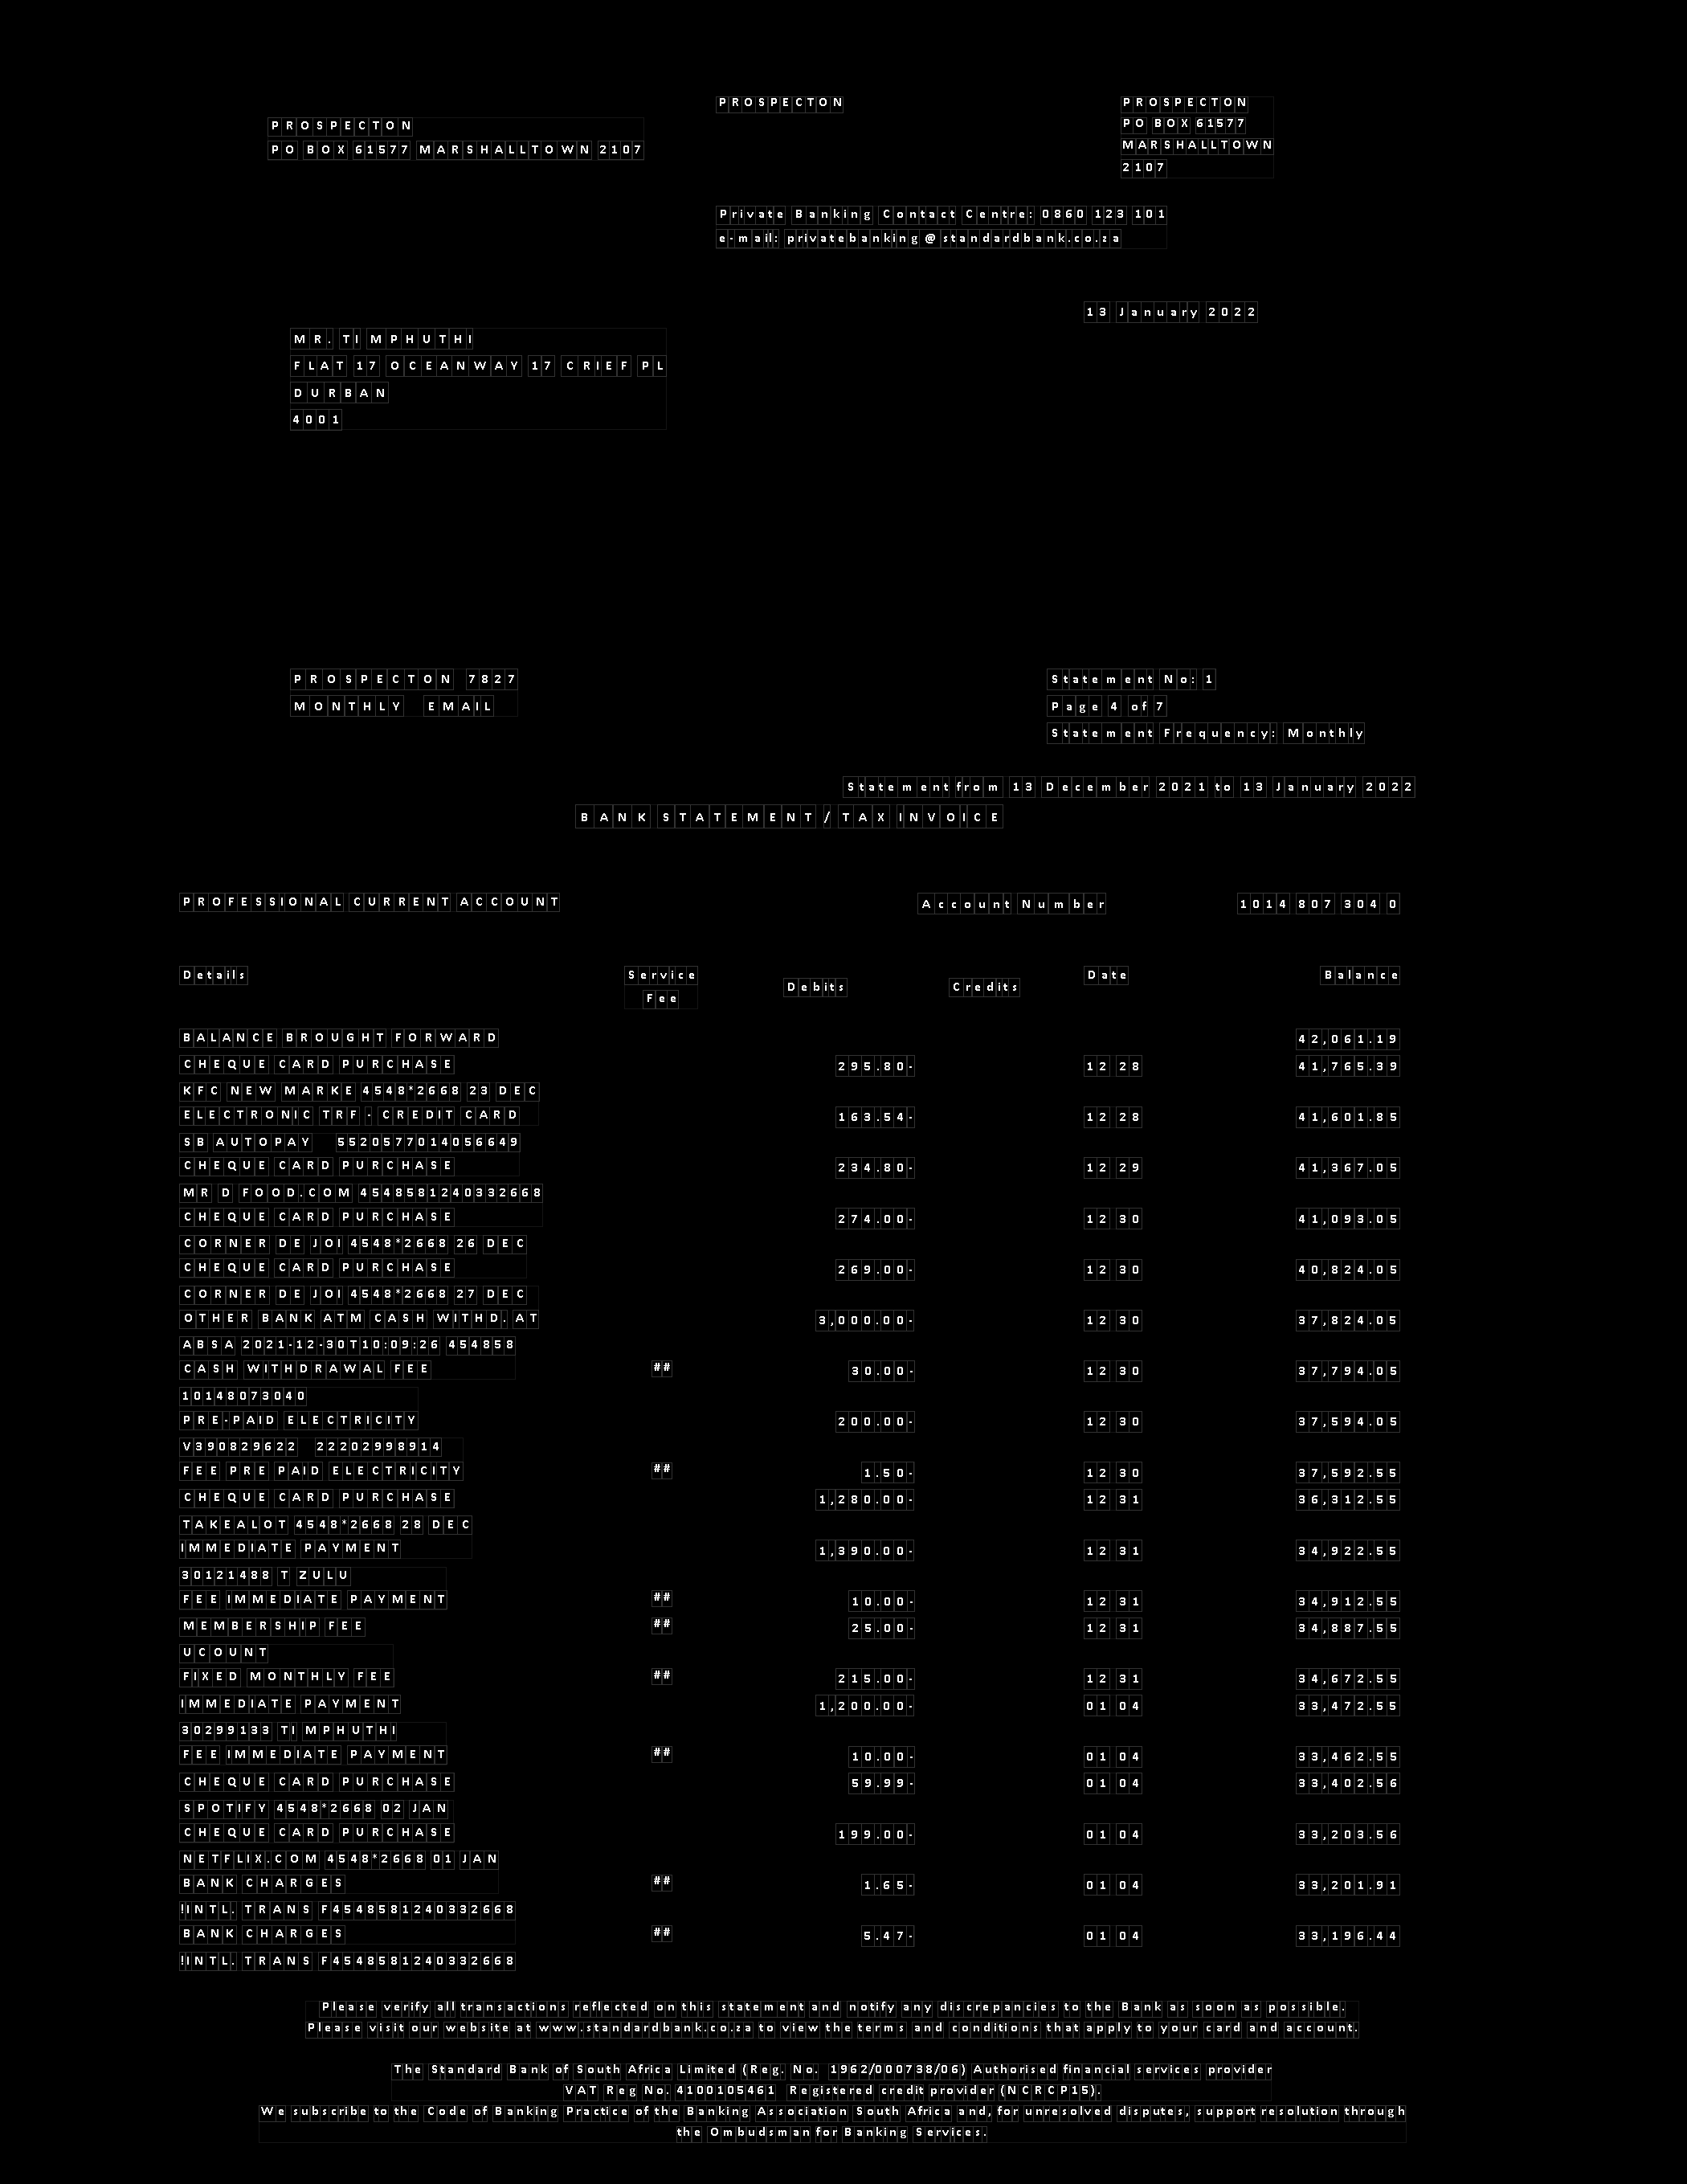 PROSPECTON
PO BOX 61577 MARSHALLTOWN 2107
PROSPECTON
PROSPECTON
PO BOX 61577
MARSHALLTOWN
2107
Private Banking Contact Centre: 0860 123 101
e-mail: privatebanking@standardbank.co.za
13 January 2022
MR. TI MPHUTHI
FLAT 17 OCEANWAY 17 CRIEF PL
DURBAN
4001
PROSPECTON 7827
MONTHLY EMAIL
Statement No: 1
Page 4 of 7
Statement Frequency: Monthly
Statement from 13 December 2021 to 13 January 2022
BANK STATEMENT / TAX INVOICE
PROFESSIONAL CURRENT ACCOUNT Account Number 1014 807 304 0
Details Service Fee Debits Credits Date Balance
BALANCE BROUGHT FORWARD 42,061.19
CHEQUE CARD PURCHASE 295.80- 12 28 41,765.39
KFC NEW MARKE 4548*2668 23 DEC
ELECTRONIC TRF - CREDIT CARD 163.54- 12 28 41,601.85
SB AUTOPAY 5520577014056649
CHEQUE CARD PURCHASE 234.80- 12 29 41,367.05
MR D FOOD.COM 4548581240332668
CHEQUE CARD PURCHASE 274.00- 12 30 41,093.05
CORNER DE JOI 4548*2668 26 DEC
CHEQUE CARD PURCHASE 269.00- 12 30 40,824.05
CORNER DE JOI 4548*2668 27 DEC
OTHER BANK ATM CASH WITHD. AT 3,000.00- 12 30 37,824.05
ABSA 2021-12-30T10:09:26 454858
CASH WITHDRAWAL FEE ## 30.00- 12 30 37,794.05
10148073040
PRE-PAID ELECTRICITY 200.00- 12 30 37,594.05
V390829622 22202998914
FEE PRE PAID ELECTRICITY ## 1.50- 12 30 37,592.55
CHEQUE CARD PURCHASE 1,280.00- 12 31 36,312.55
TAKEALOT 4548*2668 28 DEC
IMMEDIATE PAYMENT 1,390.00- 12 31 34,922.55
30121488 T ZULU
FEE IMMEDIATE PAYMENT ## 10.00- 12 31 34,912.55
MEMBERSHIP FEE ## 25.00- 12 31 34,887.55
UCOUNT
FIXED MONTHLY FEE ## 215.00- 12 31 34,672.55
IMMEDIATE PAYMENT 1,200.00- 01 04 33,472.55
30299133 TI MPHUTHI
FEE IMMEDIATE PAYMENT ## 10.00- 01 04 33,462.55
CHEQUE CARD PURCHASE 59.99- 01 04 33,402.56
SPOTIFY 4548*2668 02 JAN
CHEQUE CARD PURCHASE 199.00- 01 04 33,203.56
NETFLIX.COM 4548*2668 01 JAN
BANK CHARGES ## 1.65- 01 04 33,201.91
!INTL. TRANS F4548581240332668
BANK CHARGES ## 5.47- 01 04 33,196.44
!INTL. TRANS F4548581240332668
Please verify all transactions reflected on this statement and notify any discrepancies to the Bank as soon as possible.
Please visit our website at www.standardbank.co.za to view the terms and conditions that apply to your card and account.
The Standard Bank of South Africa Limited (Reg. No. 1962/000738/06) Authorised financial services provider
VAT Reg No. 4100105461 Registered credit provider (NCRCP15).
We subscribe to the Code of Banking Practice of the Banking Association South Africa and, for unresolved disputes, support resolution through
the Ombudsman for Banking Services.